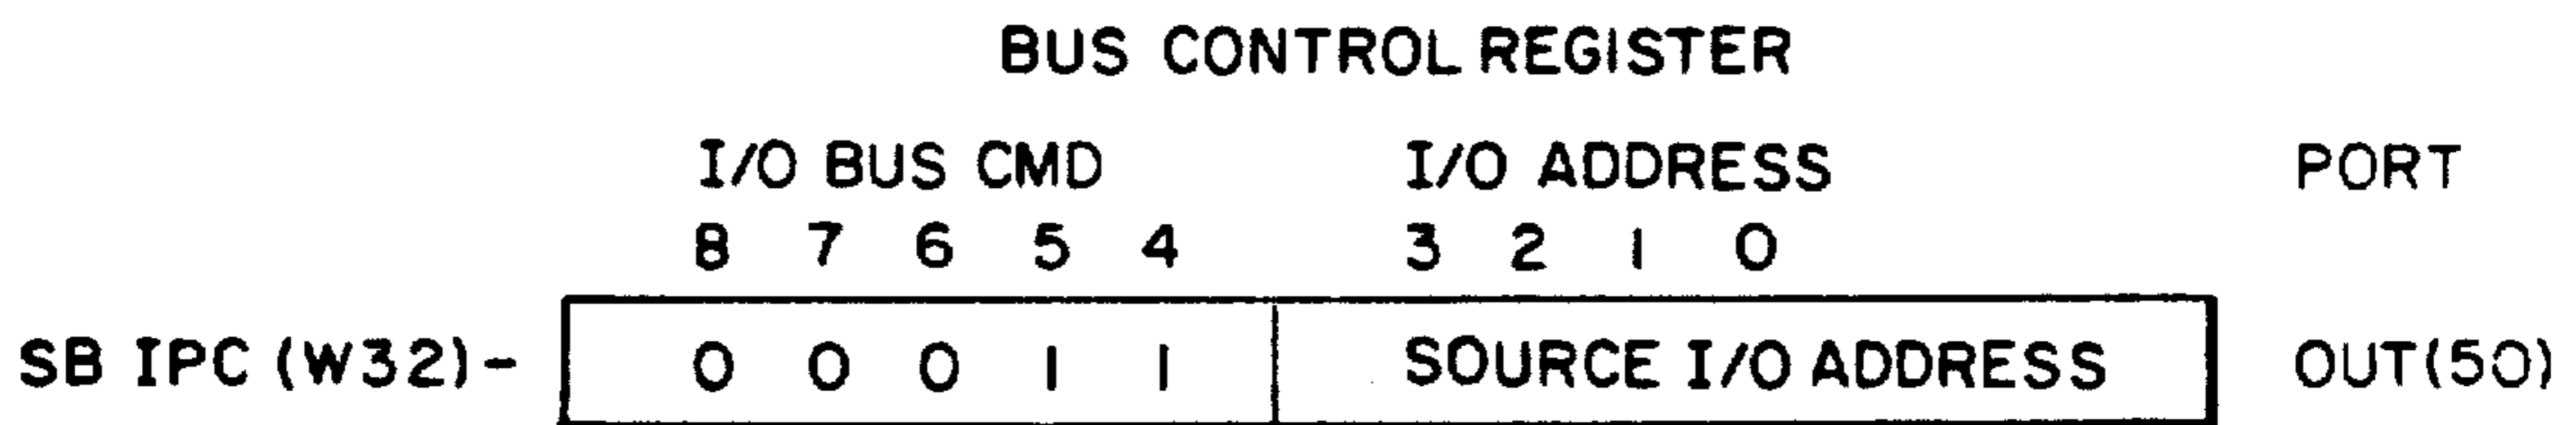 BUS CONTROL REGISTER
I/O BUS CMD I/O ADDRESS PORT
8 7 6 5 4 3 2 1 0
SB IPC (W32)- 0 0 0 1 1 SOURCE I/O ADDRESS OUT(50)